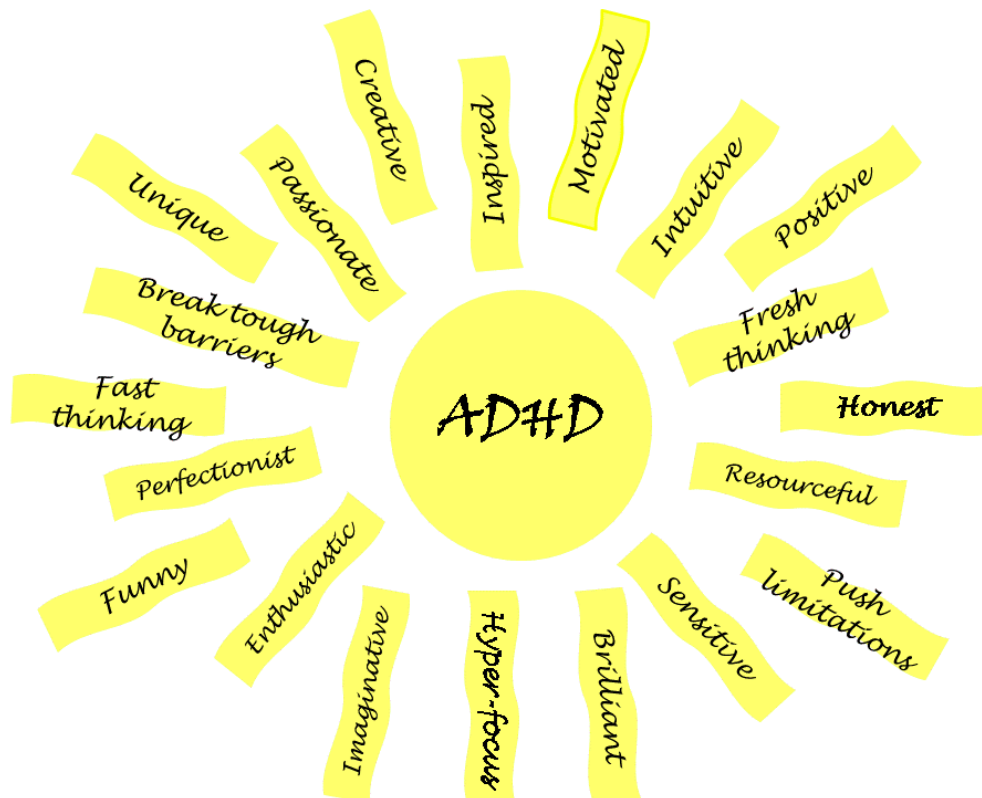 Creative
Inspired
Motivated
Intuitive
Positive
Unique
Passionate
Break tough
barriers
Fresh
thinking
Fast
thinking
ADHD
Honest
Perfectionist
Resourceful
Funny
Enthusiastic
Sensitive
Push
limitations
Imaginative
Hyper-focus
Brilliant